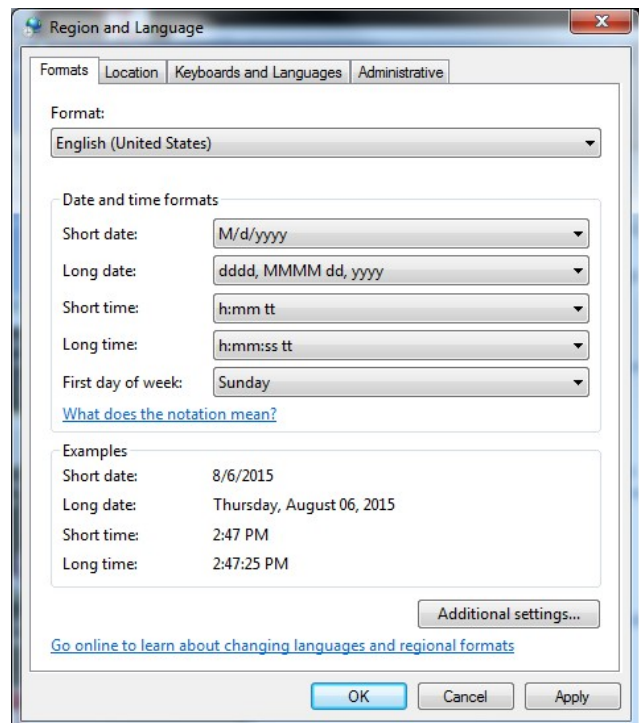 Region and Language
Formats Location Keyboards and Languages Administrative
Format:
English (United States)
Date and time formats
Short date: M/d/yyyy
Long date: dddd, MMMM dd, yyyy
Short time: h:mm tt
Long time: h:mm:ss tt
First day of week: Sunday
What does the notation mean?
Examples
Short date: 8/6/2015
Long date: Thursday, August 06, 2015
Short time: 2:47 PM
Long time: 2:47:25 PM
Additional settings...
Go online to learn about changing languages and regional formats
OK Cancel Apply